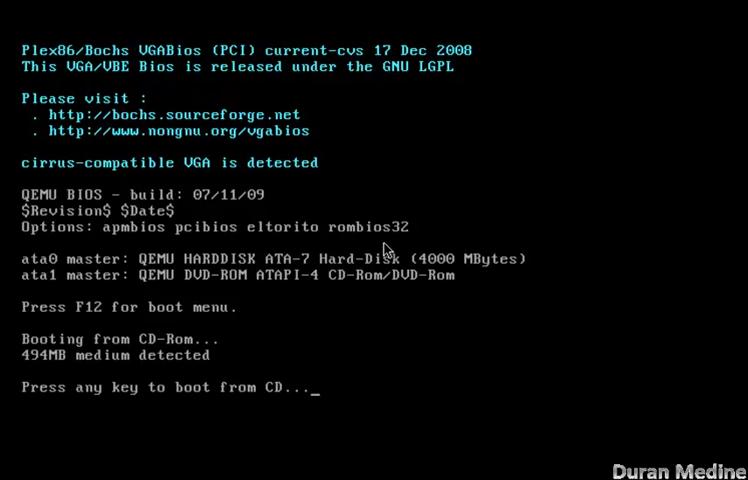 Plex86/Bochs VGABios (PCI) current-cvs 17 Dec 2008
This VGA/VBE Bios is released under the GNU LGPL
Please visit :
. http://bochs.sourceforge.net
. http://www.nongnu.org/vgabios
cirrus-compatible VGA is detected
QEMU BIOS - build: 07/11/09
$Revision$ $Date$
Options: apmbios pcibios eltorito rombios32
ata0 master: QEMU HARDDISK ATA-7 Hard-Disk (4000 MBytes)
ata1 master: QEMU DVD-ROM ATAPI-4 CD-Rom/DVD-Rom
Press F12 for boot menu.
Booting from CD-Rom...
494MB medium detected
Press any key to boot from CD..._
Duran Medine